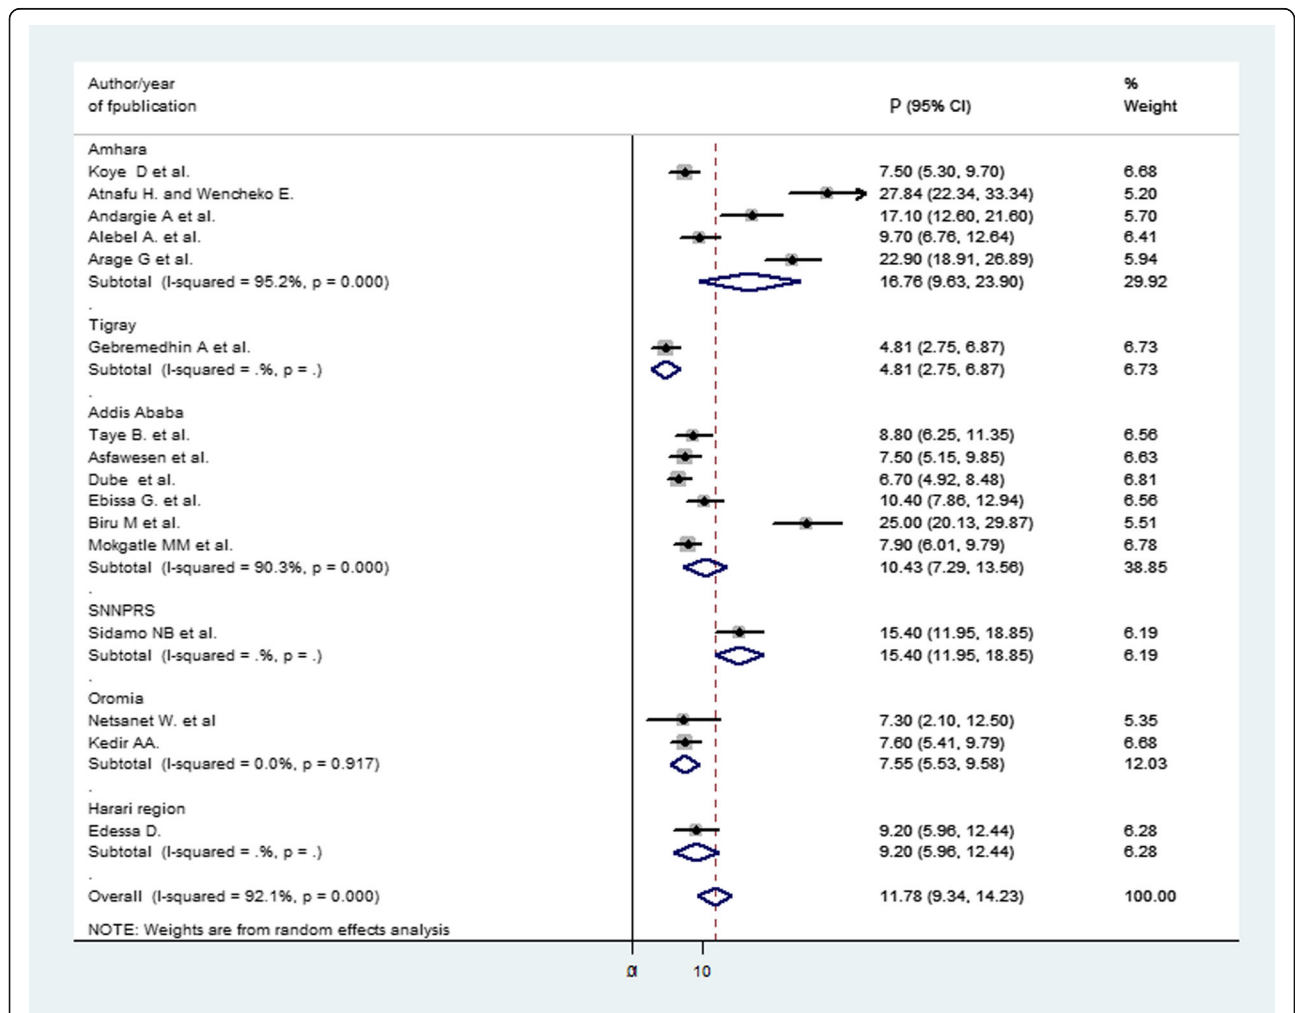 Author/year % 
of fpublication P (95% CI) Weight
Amhara
Koye D et al. 7.50 (5.30, 9.70) 6.68
Atnafu H. and Wencheko E. 27.84 (22.34, 33.34) 5.20
Andargie A et al. 17.10 (12.60, 21.60) 5.70
Alebel A. et al. 9.70 (6.76, 12.64) 6.41
Arage G et al. 22.90 (18.91, 26.89) 5.94
Subtotal (I-squared = 95.2%, p = 0.000) 16.76 (9.63, 23.90) 29.92
.
Tigray
Gebremedhin A et al. 4.81 (2.75, 6.87) 6.73
Subtotal (I-squared = .%, p = .) 4.81 (2.75, 6.87) 6.73
.
Addis Ababa
Taye B. et al. 8.80 (6.25, 11.35) 6.56
Asfawesen et al. 7.50 (5.15, 9.85) 6.63
Dube et al. 6.70 (4.92, 8.48) 6.81
Ebissa G. et al. 10.40 (7.86, 12.94) 6.56
Biru M et al. 25.00 (20.13, 29.87) 5.51
Mokgatle MM et al. 7.90 (6.01, 9.79) 6.78
Subtotal (I-squared = 90.3%, p = 0.000) 10.43 (7.29, 13.56) 38.85
.
SNNPRS
Sidamo NB et al. 15.40 (11.95, 18.85) 6.19
Subtotal (I-squared = .%, p = .) 15.40 (11.95, 18.85) 6.19
.
Oromia
Netsanet W. et al 7.30 (2.10, 12.50) 5.35
Kedir AA. 7.60 (5.41, 9.79) 6.68
Subtotal (I-squared = 0.0%, p = 0.917) 7.55 (5.53, 9.58) 12.03
.
Harari region
Edessa D. 9.20 (5.96, 12.44) 6.28
Subtotal (I-squared = .%, p = .) 9.20 (5.96, 12.44) 6.28
.
Overall (I-squared = 92.1%, p = 0.000) 11.78 (9.34, 14.23) 100.00
NOTE: Weights are from random effects analysis
10